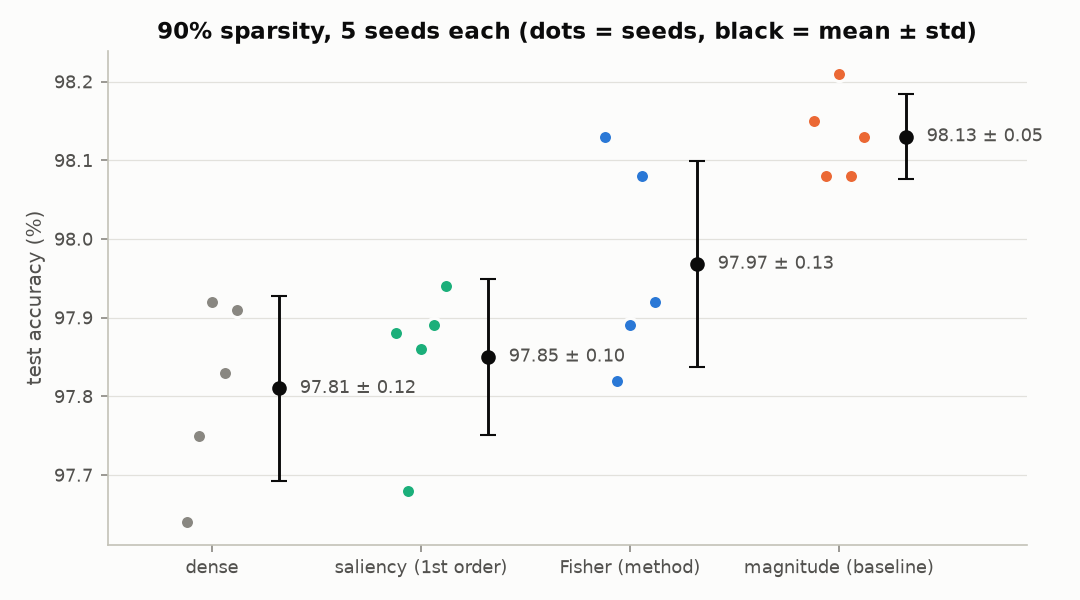 90% sparsity, 5 seeds each (dots = seeds, black = mean ± std)
test accuracy (%)
98.2
98.1
98.0
97.9
97.8
97.7
97.81 ± 0.12
97.85 ± 0.10
97.97 ± 0.13
98.13 ± 0.05
dense
saliency (1st order)
Fisher (method)
magnitude (baseline)